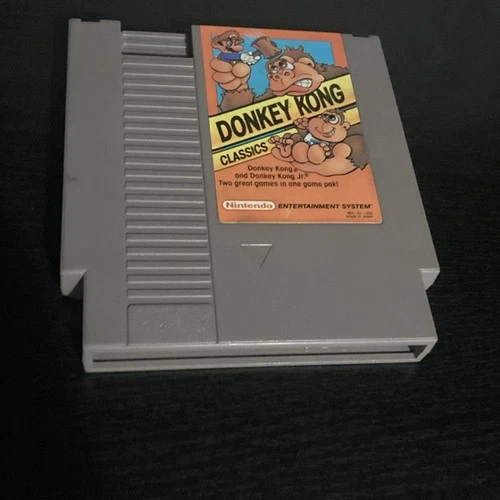 DONKEY KONG
CLASSICS
Donkey Kong®
and Donkey Kong Jr.®
Two great games in one game pak!
Nintendo ENTERTAINMENT SYSTEM